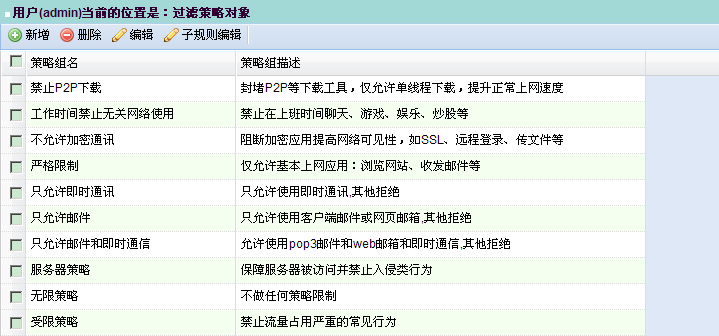 用户(admin)当前的位置是：过滤策略对象
新增 删除 编辑 子规则编辑
策略组名 策略组描述
禁止P2P下载 封堵P2P等下载工具，仅允许单线程下载，提升正常上网速度
工作时间禁止无关网络使用 禁止在上班时间聊天、游戏、娱乐、炒股等
不允许加密通讯 阻断加密应用提高网络可见性，如SSL、远程登录、传文件等
严格限制 仅允许基本上网应用：浏览网站、收发邮件等
只允许即时通讯 只允许使用即时通讯,其他拒绝
只允许邮件 只允许使用客户端邮件或网页邮箱,其他拒绝
只允许邮件和即时通信 允许使用pop3邮件和web邮箱和即时通信,其他拒绝
服务器策略 保障服务器被访问并禁止入侵类行为
无限策略 不做任何策略限制
受限策略 禁止流量占用严重的常见行为